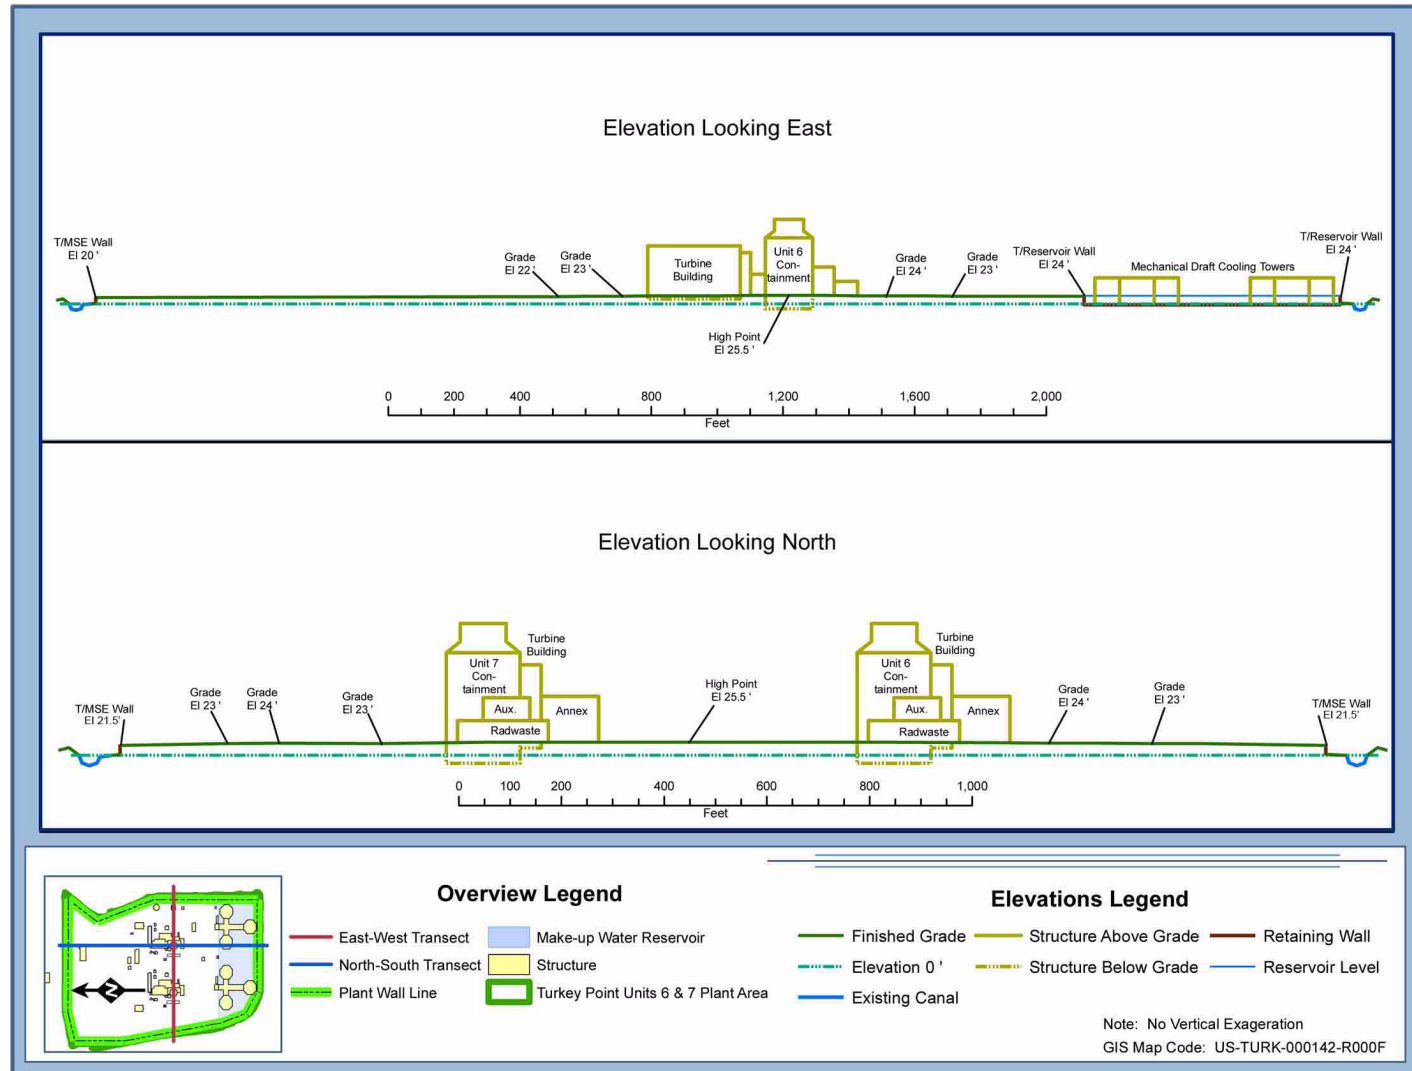 Elevation Looking East
T/MSE Wall
El 20 '
Grade
El 22 '
Grade
El 23 '
Turbine
Building
Unit 6
Con-
tainment
Grade
El 24 '
Grade
El 23 '
T/Reservoir Wall
El 24 '
Mechanical Draft Cooling Towers
T/Reservoir Wall
El 24 '
High Point
El 25.5 '
0 200 400 800 1,200 1,600 2,000
Feet
Elevation Looking North
T/MSE Wall
El 21.5'
Grade
El 23 '
Grade
El 24 '
Grade
El 23 '
Unit 7
Con-
tainment
Turbine
Building
Aux.
Annex
Radwaste
High Point
El 25.5 '
Unit 6
Con-
tainment
Turbine
Building
Aux.
Annex
Radwaste
Grade
El 24 '
Grade
El 23 '
T/MSE Wall
El 21.5'
0 100 200 400 600 800 1,000
Feet
N
Overview Legend
East-West Transect
North-South Transect
Plant Wall Line
Make-up Water Reservoir
Structure
Turkey Point Units 6 & 7 Plant Area
Elevations Legend
Finished Grade
Elevation 0 '
Existing Canal
Structure Above Grade
Structure Below Grade
Retaining Wall
Reservoir Level
Note: No Vertical Exageration
GIS Map Code: US-TURK-000142-R000F